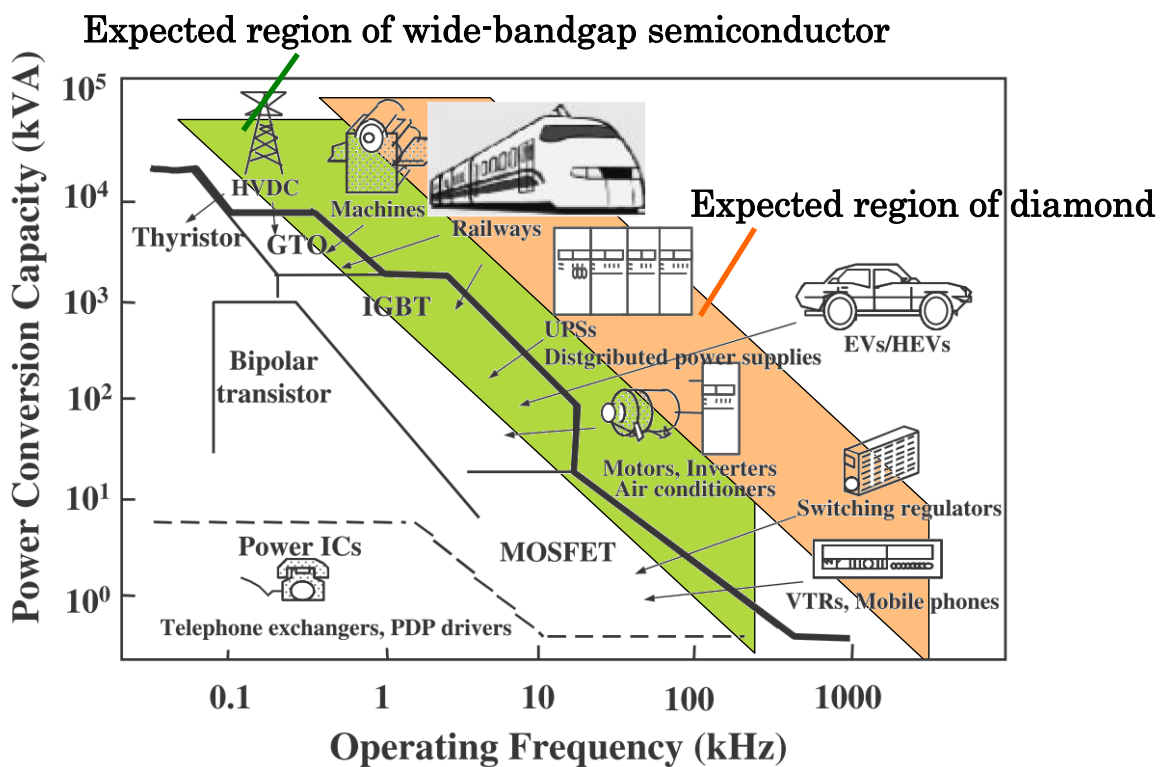 Expected region of wide-bandgap semiconductor
Power Conversion Capacity (kVA)
10⁵
10⁴
10³
10²
10¹
10⁰
HVDC
Machines
Railways
Thyristor
GTO
Expected region of diamond
IGBT
UPSs
Distgributed power supplies
EVs/HEVs
Bipolar
transistor
Motors, Inverters
Air conditioners
Switching regulators
Power ICs
MOSFET
VTRs, Mobile phones
Telephone exchangers, PDP drivers
0.1
1
10
100
1000
Operating Frequency (kHz)